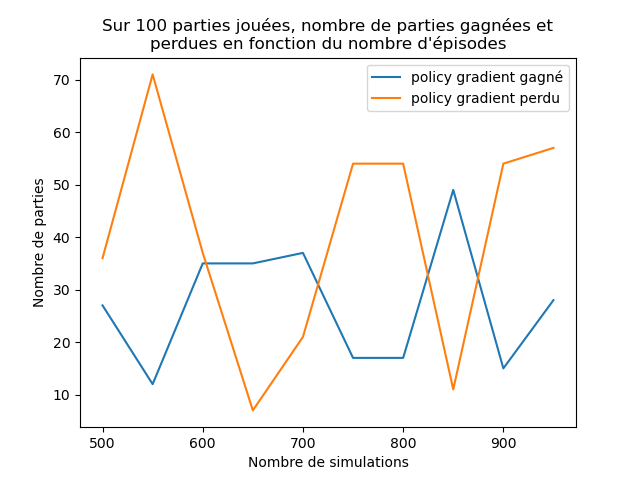 Sur 100 parties jouées, nombre de parties gagnées et
perdues en fonction du nombre d'épisodes
policy gradient gagné
policy gradient perdu
Nombre de parties
70
60
50
40
30
20
10
500 600 700 800 900
Nombre de simulations